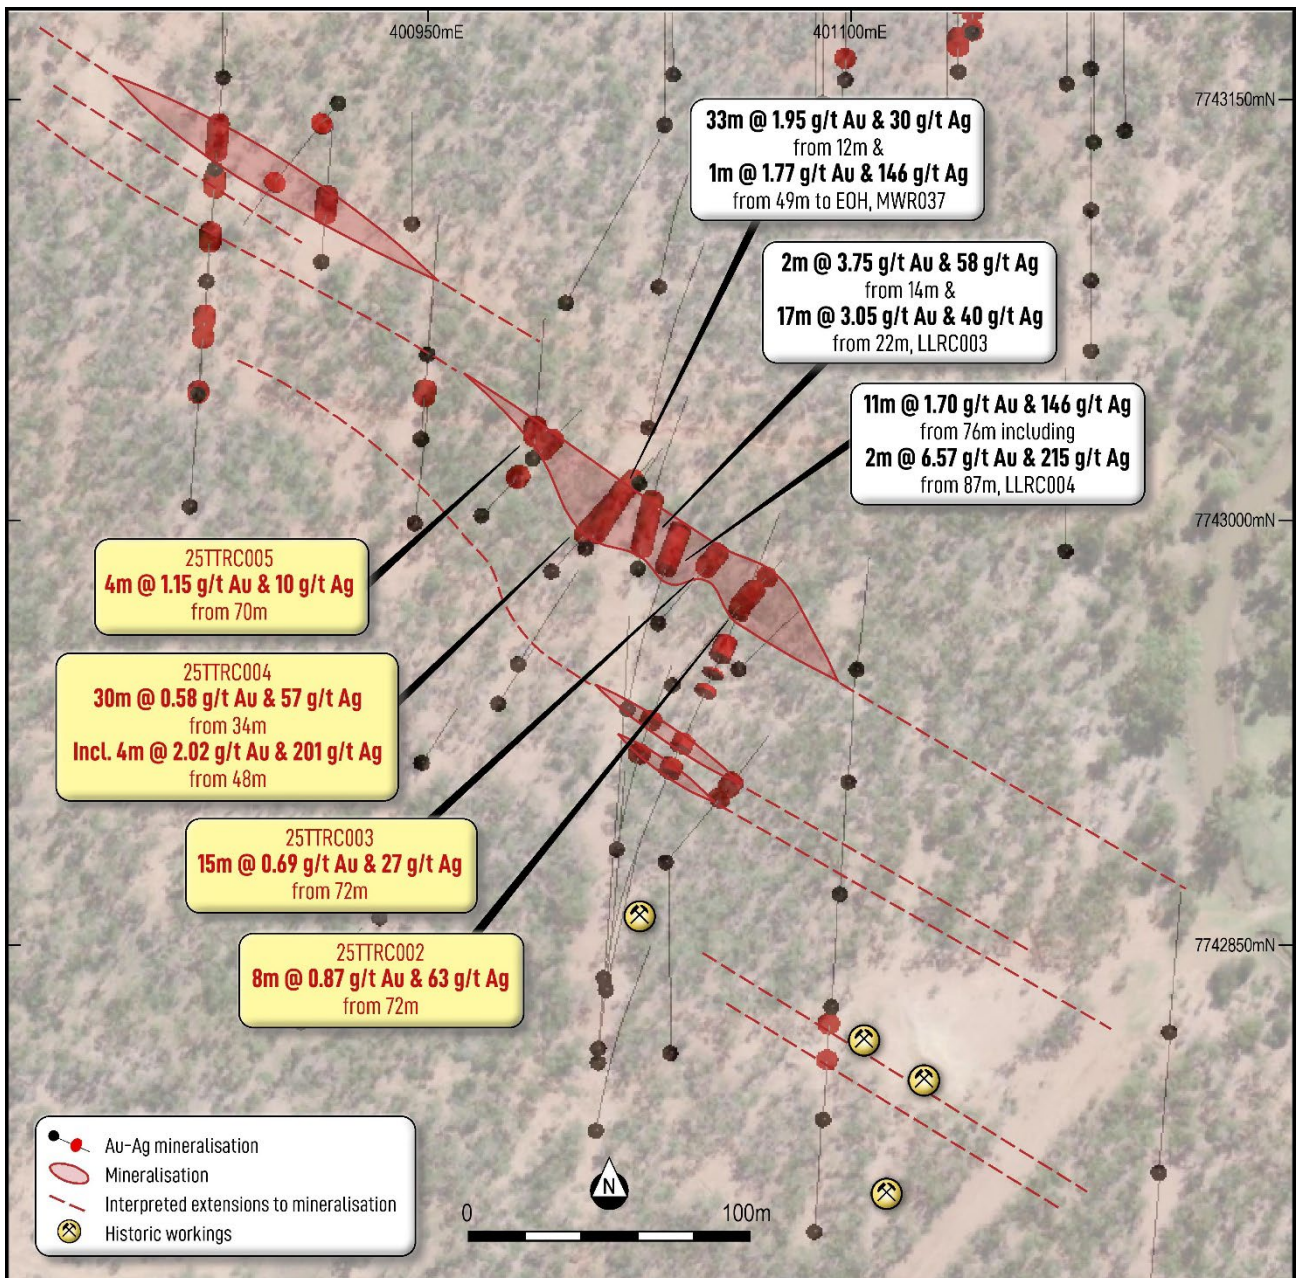 400950mE
401100mE
7743150mN
33m @ 1.95 g/t Au & 30 g/t Ag
from 12m &
1m @ 1.77 g/t Au & 146 g/t Ag
from 49m to EOH, MWR037
2m @ 3.75 g/t Au & 58 g/t Ag
from 14m &
17m @ 3.05 g/t Au & 40 g/t Ag
from 22m, LLRC003
11m @ 1.70 g/t Au & 146 g/t Ag
from 76m including
2m @ 6.57 g/t Au & 215 g/t Ag
from 87m, LLRC004
7743000mN
25TTRC005
4m @ 1.15 g/t Au & 10 g/t Ag
from 70m
25TTRC004
30m @ 0.58 g/t Au & 57 g/t Ag
from 34m
Incl. 4m @ 2.02 g/t Au & 201 g/t Ag
from 48m
25TTRC003
15m @ 0.69 g/t Au & 27 g/t Ag
from 72m
25TTRC002
8m @ 0.87 g/t Au & 63 g/t Ag
from 72m
7742850mN
Au-Ag mineralisation
Mineralisation
Interpreted extensions to mineralisation
Historic workings
N
0 100m